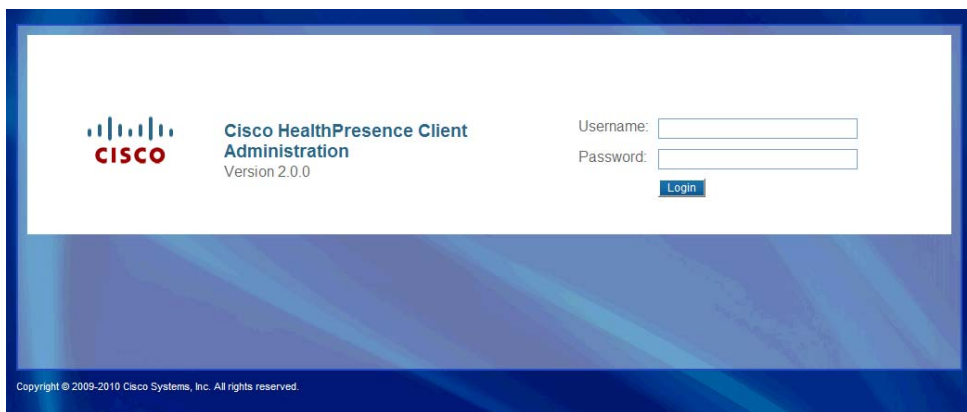 CISCO
Cisco HealthPresence Client
Administration
Version 2.0.0
Username:
Password:
Login
Copyright © 2009-2010 Cisco Systems, Inc. All rights reserved.